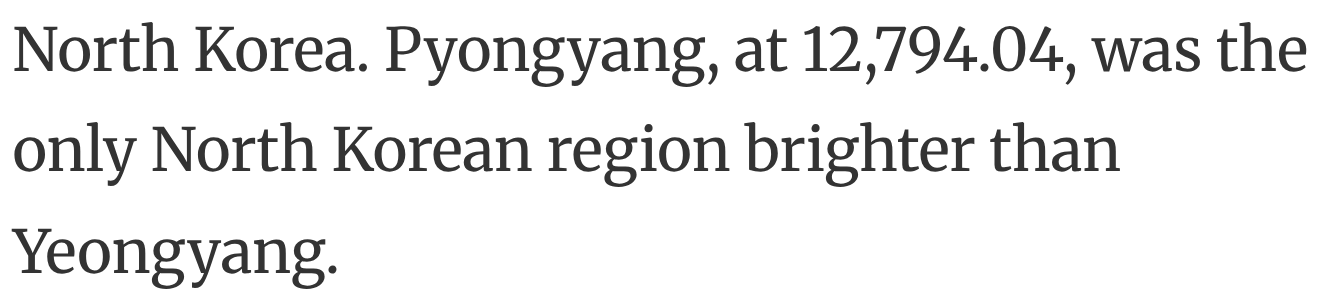 North Korea. Pyongyang, at 12,794.04, was the
only North Korean region brighter than
Yeongyang.